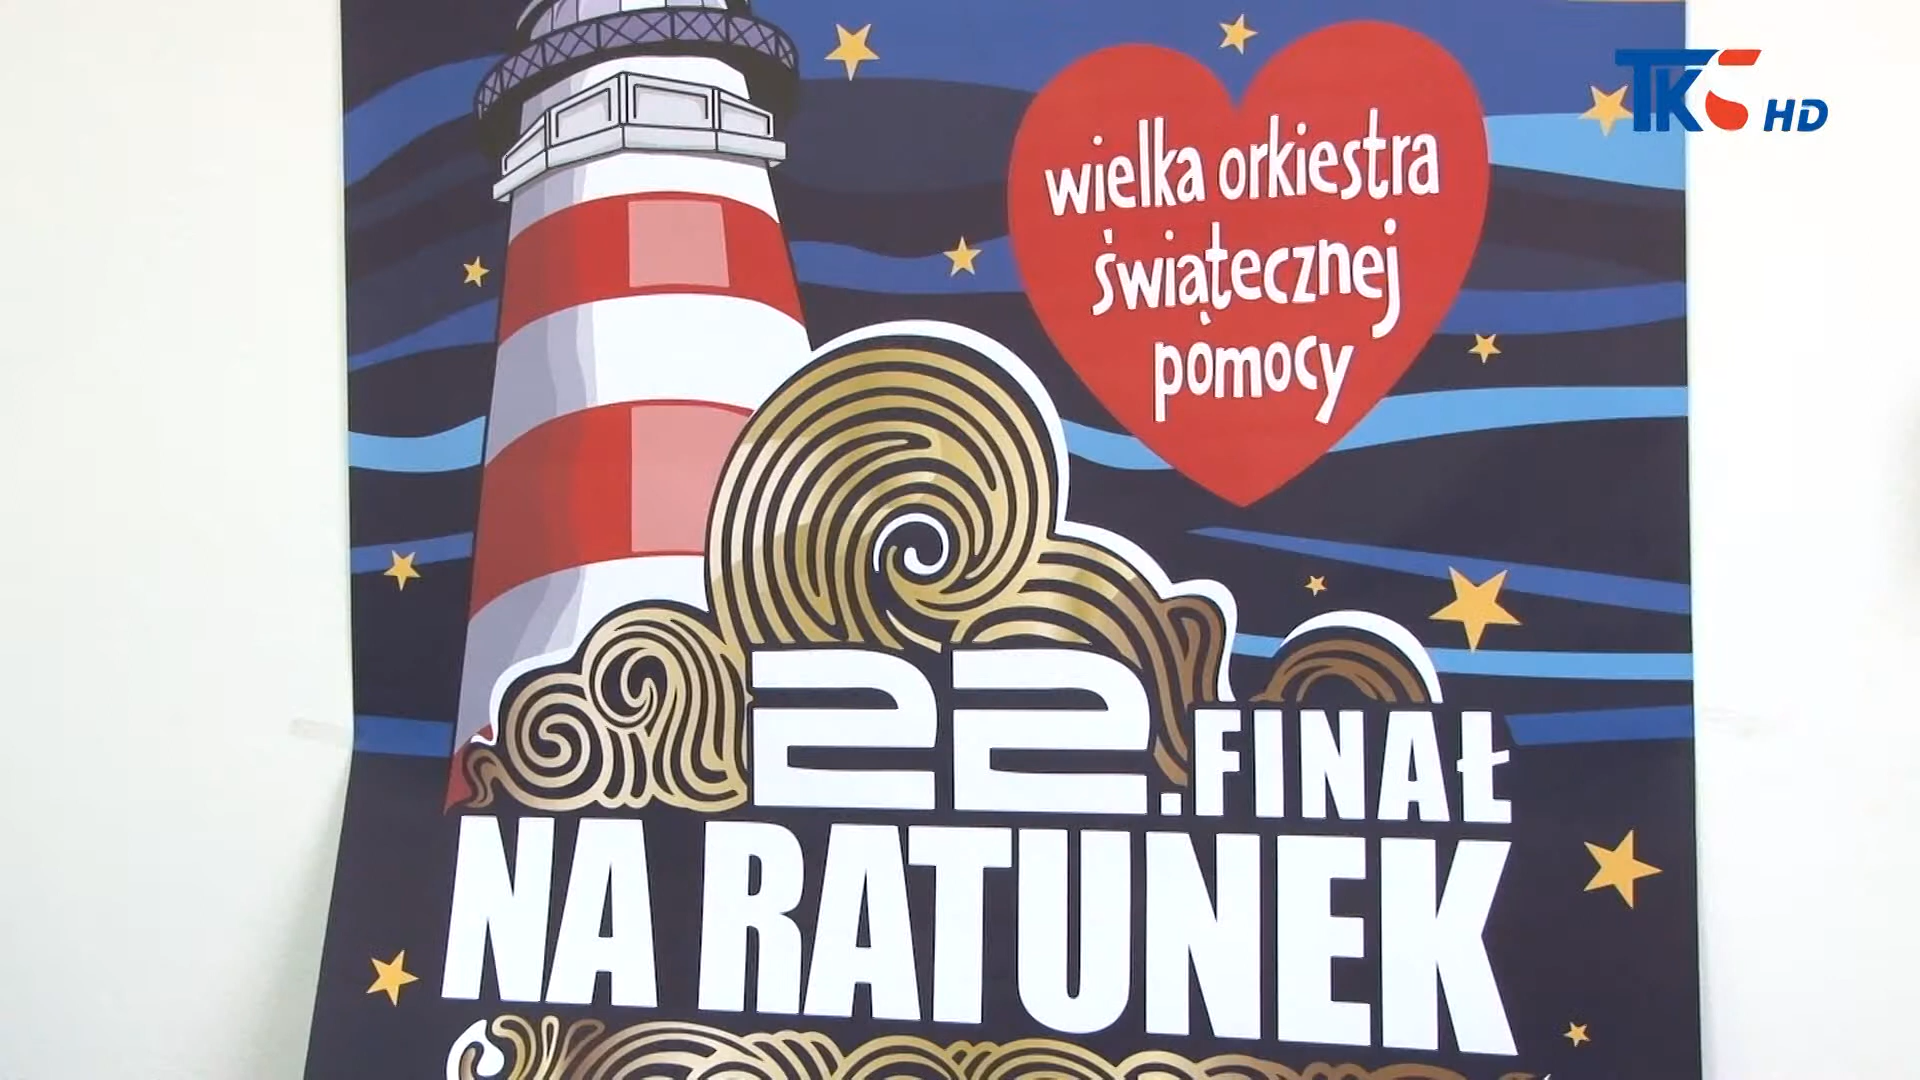 TKS HD
wielka orkiestra
świątecznej
pomocy
22.FINAŁ
NA RATUNEK